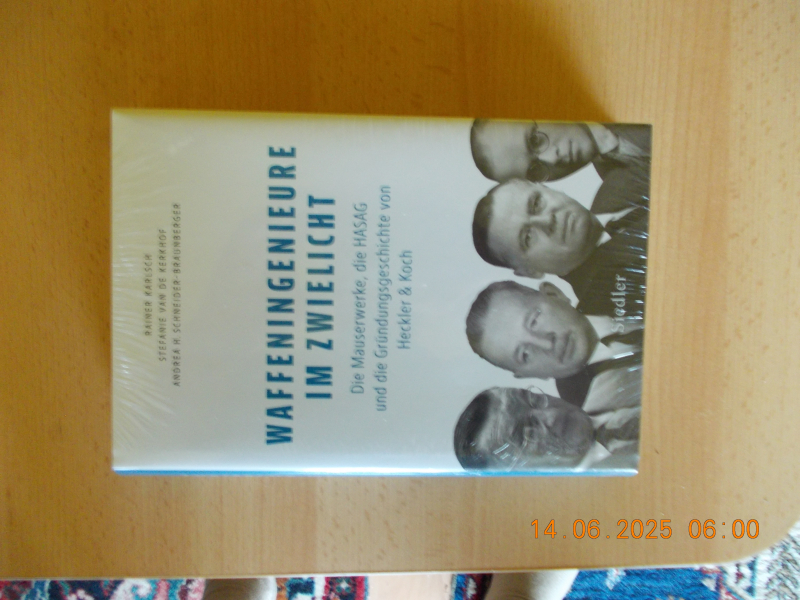 RAINER KARLSCH
STEFANIE VAN DE KERKHOF
ANDREA H. SCHNEIDER-BRAUNBERGER
WAFFENINGENIEURE
IM ZWIELICHT
Die Mauserwerke, die HASAG
und die Gründungsgeschichte von
Heckler & Koch
Siedler
14.06.2025 06:00